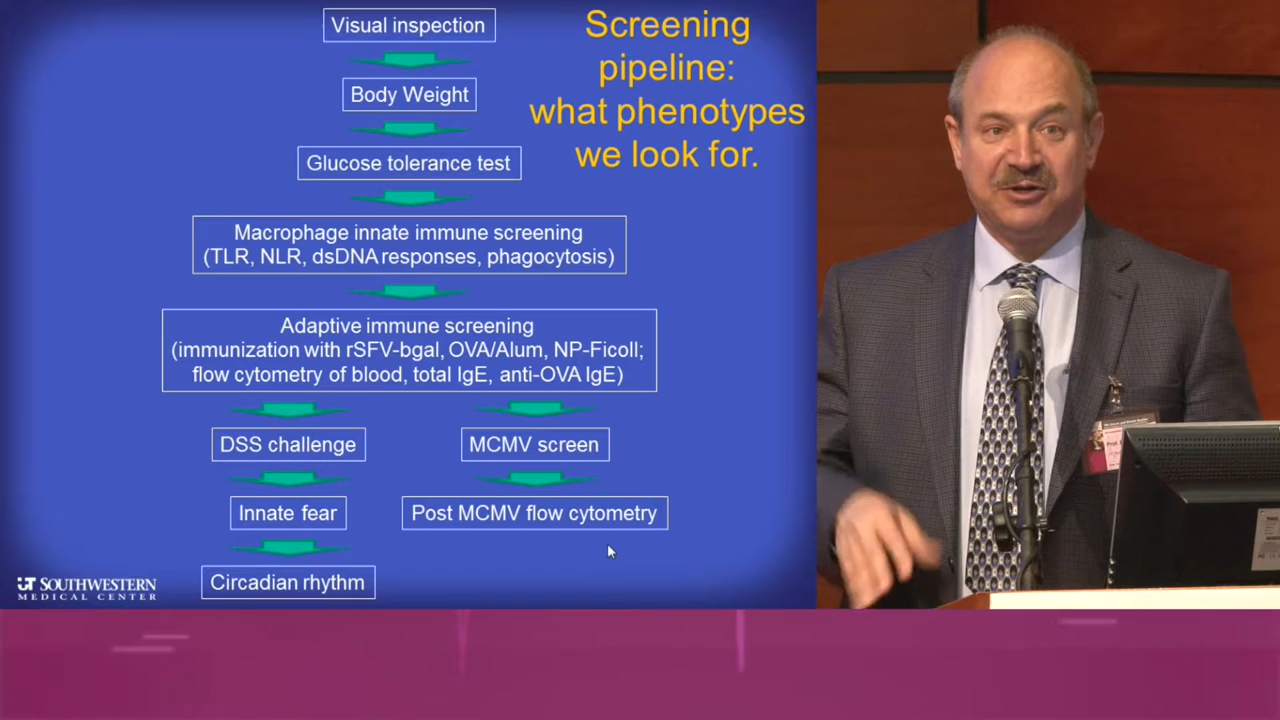 Visual inspection
Screening
pipeline:
what phenotypes
we look for.
Body Weight
Glucose tolerance test
Macrophage innate immune screening
(TLR, NLR, dsDNA responses, phagocytosis)
Adaptive immune screening
(immunization with rSFV-bgal, OVA/Alum, NP-Ficoll;
flow cytometry of blood, total IgE, anti-OVA IgE)
DSS challenge
MCMV screen
Innate fear
Post MCMV flow cytometry
Circadian rhythm
UT SOUTHWESTERN
MEDICAL CENTER
Prof.